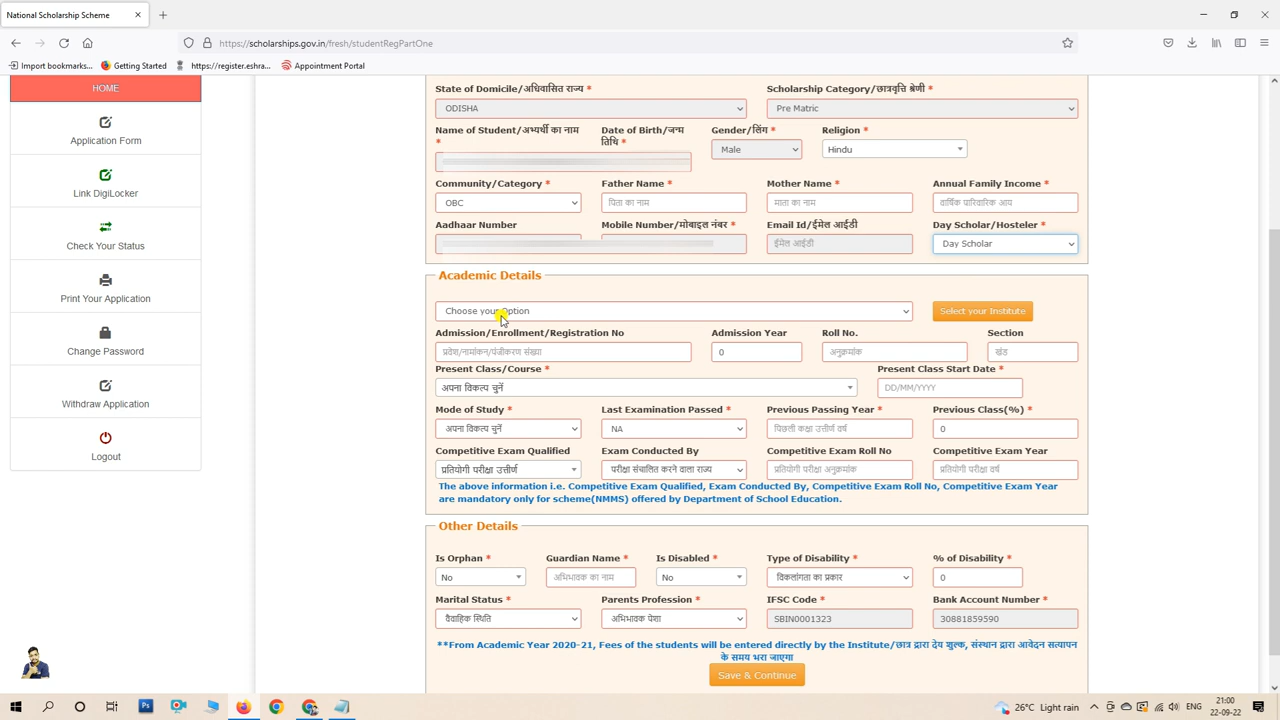 National Scholarship Scheme
https://scholarships.gov.in/fresh/studentRegPartOne
Import bookmarks... Getting Started https://register.eshra... Appointment Portal
HOME
Application Form
Link DigiLocker
Check Your Status
Print Your Application
Change Password
Withdraw Application
Logout
State of Domicile/अधिवासित राज्य * Scholarship Category/छात्रवृत्ति श्रेणी *
ODISHA Pre Matric
Name of Student/अभ्यर्थी का नाम * Date of Birth/जन्म तिथि * Gender/लिंग * Religion *
Male Hindu
Community/Category * Father Name * Mother Name * Annual Family Income *
OBC पिता का नाम माता का नाम वार्षिक पारिवारिक आय
Aadhaar Number Mobile Number/मोबाइल नंबर * Email Id/ईमेल आईडी Day Scholar/Hosteler *
ईमेल आईडी Day Scholar
Academic Details
Choose your Option Select your Institute
Admission/Enrollment/Registration No Admission Year Roll No. Section
प्रवेश/नामांकन/पंजीकरण संख्या 0 अनुक्रमांक खंड
Present Class/Course * Present Class Start Date *
अपना विकल्प चुनें DD/MM/YYYY
Mode of Study * Last Examination Passed * Previous Passing Year * Previous Class(%) *
अपना विकल्प चुनें NA पिछली कक्षा उत्तीर्ण वर्ष 0
Competitive Exam Qualified Exam Conducted By Competitive Exam Roll No Competitive Exam Year
प्रतियोगी परीक्षा उत्तीर्ण परीक्षा संचालित करने वाला राज्य प्रतियोगी परीक्षा अनुक्रमांक प्रतियोगी परीक्षा वर्ष
The above information i.e. Competitive Exam Qualified, Exam Conducted By, Competitive Exam Roll No, Competitive Exam Year
are mandatory only for scheme(NMMS) offered by Department of School Education.
Other Details
Is Orphan * Guardian Name * Is Disabled * Type of Disability * % of Disability *
No अभिभावक का नाम No विकलांगता का प्रकार 0
Marital Status * Parents Profession * IFSC Code * Bank Account Number *
वैवाहिक स्थिति अभिभावक पेशा SBIN0001323 30881859590
**From Academic Year 2020-21, Fees of the students will be entered directly by the Institute/छात्र द्वारा देय शुल्क, संस्थान द्वारा आवेदन सत्यापन
के समय भरा जाएगा
Save & Continue
26°C Light rain ENG 21:00
22-09-22